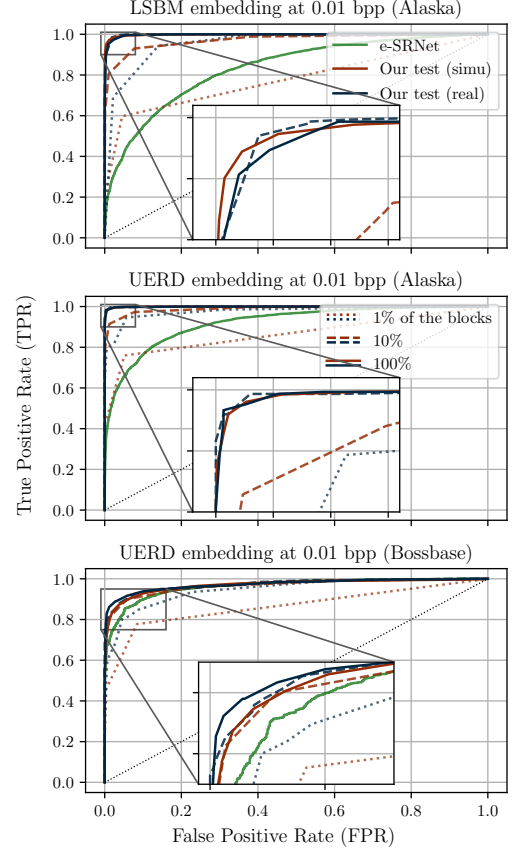 LSBM embedding at 0.01 bpp (Alaska)
1.0
0.8
0.6
0.4
0.2
0.0
e-SRNet
Our test (simu)
Our test (real)
UERD embedding at 0.01 bpp (Alaska)
True Positive Rate (TPR)
1.0
0.8
0.6
0.4
0.2
0.0
1% of the blocks
10%
100%
UERD embedding at 0.01 bpp (Bossbase)
1.0
0.8
0.6
0.4
0.2
0.0
0.0 0.2 0.4 0.6 0.8 1.0
False Positive Rate (FPR)